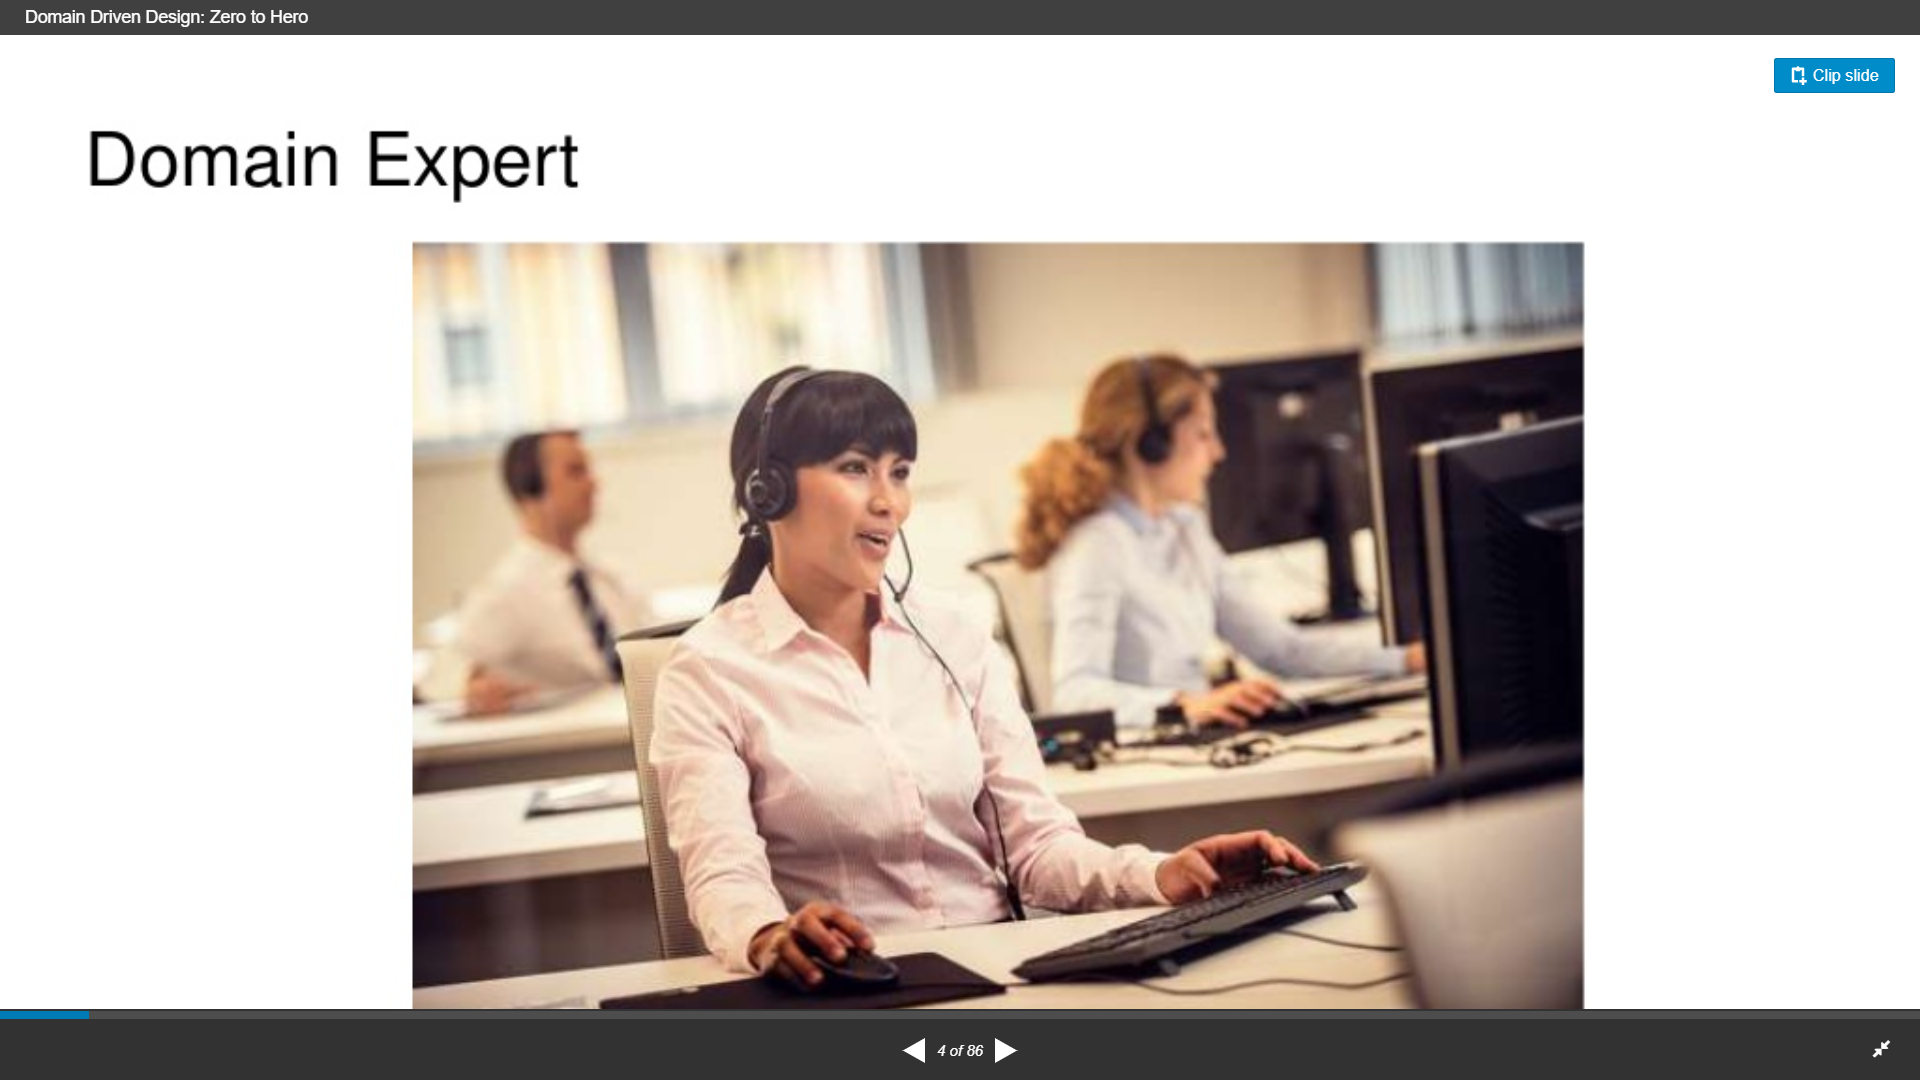 Domain Driven Design: Zero to Hero
Clip slide
Domain Expert
4 of 86